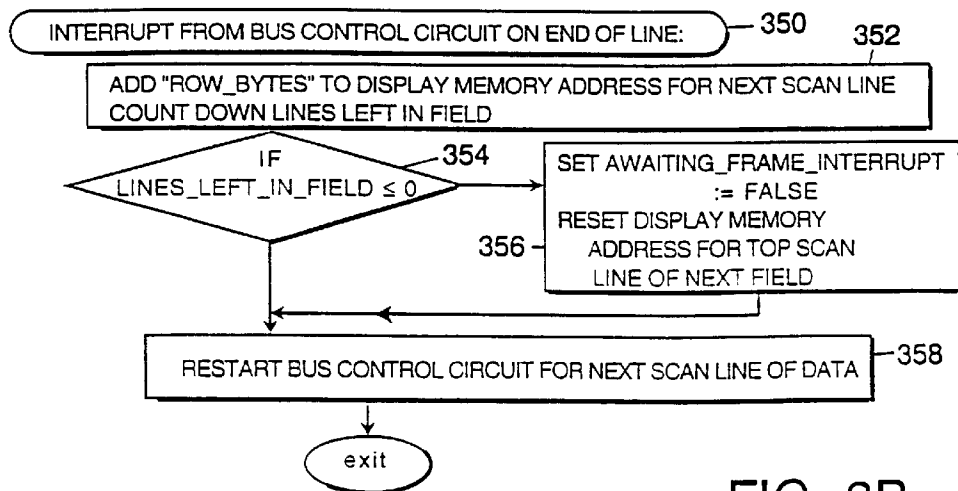 INTERRUPT FROM BUS CONTROL CIRCUIT ON END OF LINE:
350
352
ADD "ROW_BYTES" TO DISPLAY MEMORY ADDRESS FOR NEXT SCAN LINE
COUNT DOWN LINES LEFT IN FIELD
IF
LINES_LEFT_IN_FIELD ≤ 0
354
SET AWAITING_FRAME_INTERRUPT
:= FALSE
RESET DISPLAY MEMORY
ADDRESS FOR TOP SCAN
LINE OF NEXT FIELD
356
RESTART BUS CONTROL CIRCUIT FOR NEXT SCAN LINE OF DATA
358
exit